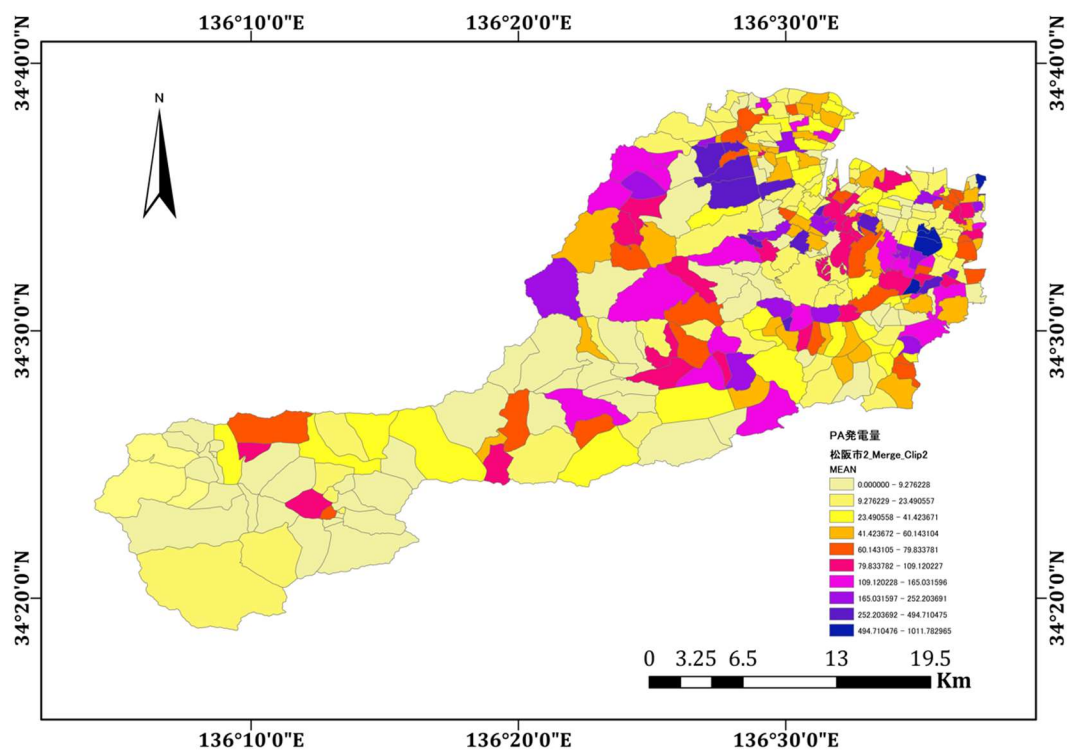 136°10'0"E 136°20'0"E 136°30'0"E
34°40'0"N 34°40'0"N
N
34°30'0"N 34°30'0"N
PA発電量
松阪市2_Merge_Clip2
MEAN
0.000000 - 9.276228
9.276229 - 23.490557
23.490558 - 41.423671
41.423672 - 60.143104
60.143105 - 79.833781
79.833782 - 109.120227
109.120228 - 165.031596
165.031597 - 252.203691
252.203692 - 494.710475
494.710476 - 1011.782965
34°20'0"N 34°20'0"N
0 3.25 6.5 13 19.5
Km
136°10'0"E 136°20'0"E 136°30'0"E